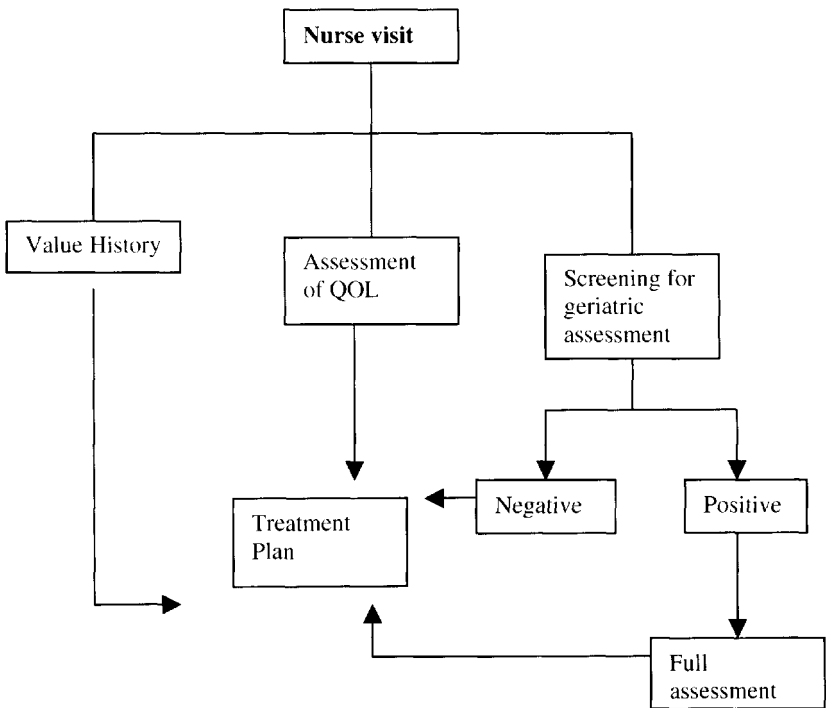 Nurse visit
Value History
Assessment
of QOL
Screening for
geriatric
assessment
Negative
Positive
Treatment
Plan
Full
assessment